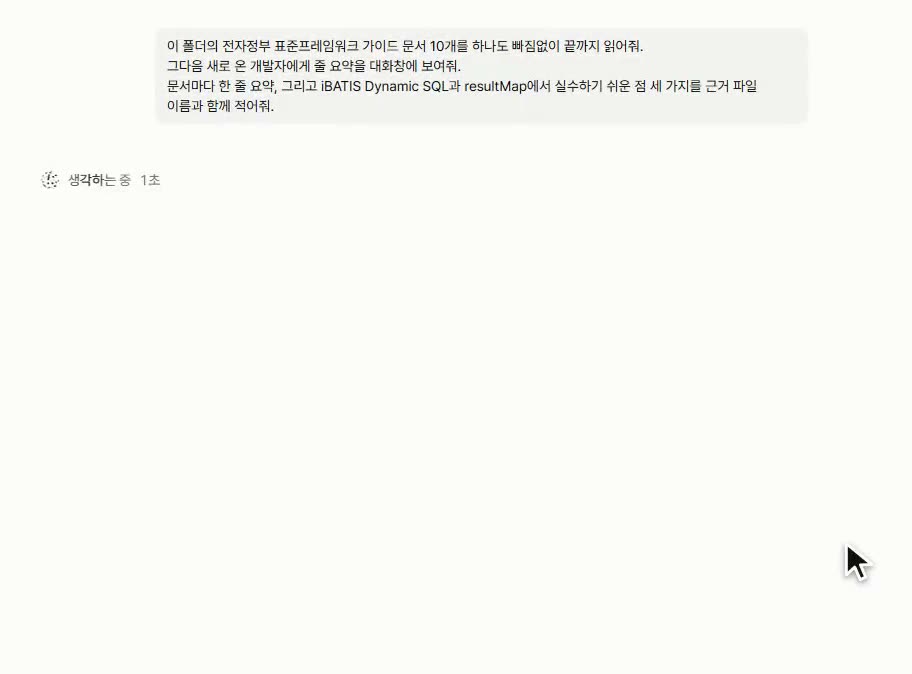 이 폴더의 전자정부 표준프레임워크 가이드 문서 10개를 하나도 빠짐없이 끝까지 읽어줘.
그다음 새로 온 개발자에게 줄 요약을 대화창에 보여줘.
문서마다 한 줄 요약, 그리고 iBATIS Dynamic SQL과 resultMap에서 실수하기 쉬운 점 세 가지를 근거 파일
이름과 함께 적어줘.
생각하는 중 1초